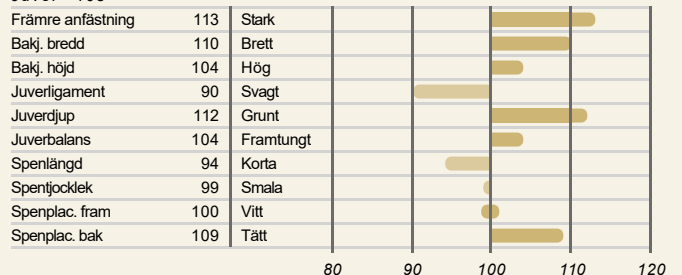 Främre anfästning 113 Stark
Bakj. bredd 110 Brett
Bakj. höjd 104 Hög
Juverligament 90 Svagt
Juverdjup 112 Grunt
Juverbalans 104 Framtungt
Spenlängd 94 Korta
Spentjocklek 99 Smala
Spenplac. fram 100 Vitt
Spenplac. bak 109 Tätt
80 90 100 110 120